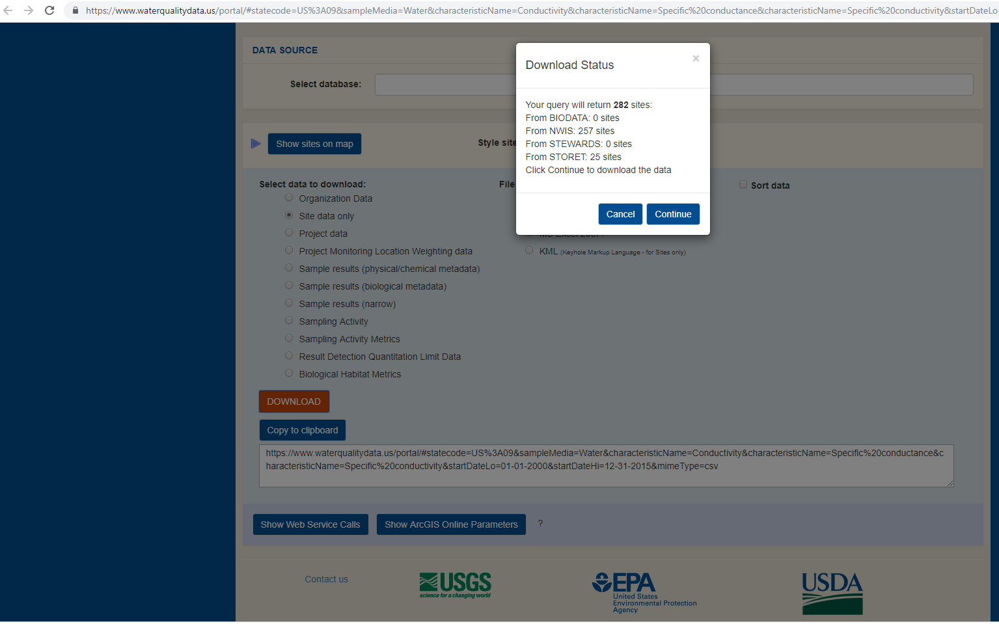 https://www.waterqualitydata.us/portal/#statecode=US%3A09&sampleMedia=Water&characteristicName=Conductivity&characteristicName=Specific%20conductance&characteristicName=Specific%20conductivity&startDateLo
DATA SOURCE
Select database:
Download Status
×
Your query will return 282 sites:
From BIODATA: 0 sites
From NWIS: 257 sites
From STEWARDS: 0 sites
From STORET: 25 sites
Click Continue to download the data
Cancel Continue
Show sites on map
Style site
Select data to download:
Organization Data
Site data only
Project data
Project Monitoring Location Weighting data
Sample results (physical/chemical metadata)
Sample results (biological metadata)
Sample results (narrow)
Sampling Activity
Sampling Activity Metrics
Result Detection Quantitation Limit Data
Biological Habitat Metrics
File
KML (Keyhole Markup Language - for Sites only)
Sort data
DOWNLOAD
Copy to clipboard
https://www.waterqualitydata.us/portal/#statecode=US%3A09&sampleMedia=Water&characteristicName=Conductivity&characteristicName=Specific%20conductance&c
haracteristicName=Specific%20conductivity&startDateLo=01-01-2000&startDateHi=12-31-2015&mimeType=csv
Show Web Service Calls
Show ArcGIS Online Parameters
?
Contact us
USGS
science for a changing world
EPA
United States
Environmental Protection
Agency
USDA